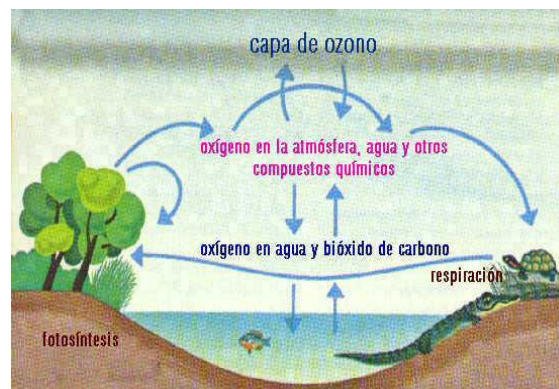 capa de ozono
oxígeno en la atmósfera, agua y otros
compuestos químicos
oxígeno en agua y bióxido de carbono
respiración
fotosíntesis